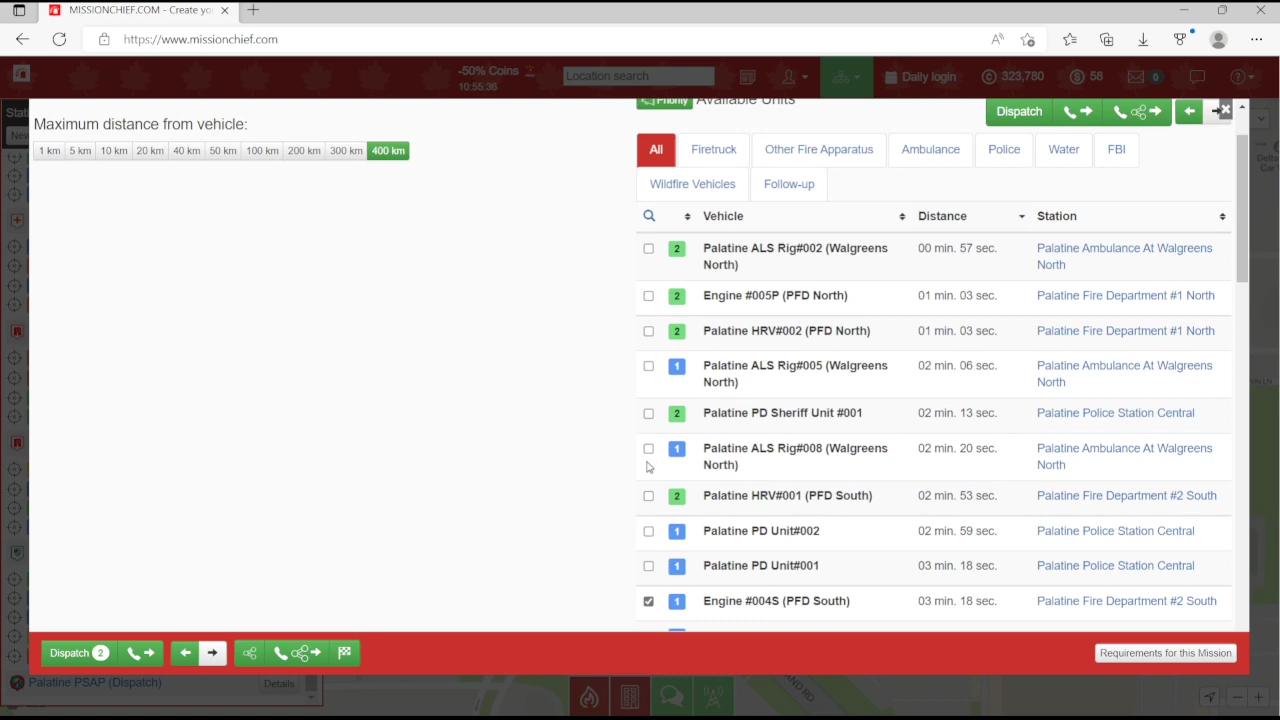 MISSIONCHIEF.COM - Create yo
https://www.missionchief.com
-50% Coins
10:55:36
Location search
Daily login
323,780
58
0
Stati
New
Priority
Available Units
Dispatch
Maximum distance from vehicle:
1 km 5 km 10 km 20 km 40 km 50 km 100 km 200 km 300 km 400 km
All Firetruck Other Fire Apparatus Ambulance Police Water FBI
Wildfire Vehicles Follow-up
Vehicle Distance Station
2 Palatine ALS Rig#002 (Walgreens North) 00 min. 57 sec. Palatine Ambulance At Walgreens North
2 Engine #005P (PFD North) 01 min. 03 sec. Palatine Fire Department #1 North
2 Palatine HRV#002 (PFD North) 01 min. 03 sec. Palatine Fire Department #1 North
1 Palatine ALS Rig#005 (Walgreens North) 02 min. 06 sec. Palatine Ambulance At Walgreens North
2 Palatine PD Sheriff Unit #001 02 min. 13 sec. Palatine Police Station Central
1 Palatine ALS Rig#008 (Walgreens North) 02 min. 20 sec. Palatine Ambulance At Walgreens North
2 Palatine HRV#001 (PFD South) 02 min. 53 sec. Palatine Fire Department #2 South
1 Palatine PD Unit#002 02 min. 59 sec. Palatine Police Station Central
1 Palatine PD Unit#001 03 min. 18 sec. Palatine Police Station Central
1 Engine #004S (PFD South) 03 min. 18 sec. Palatine Fire Department #2 South
Dispatch 2
Requirements for this Mission
Palatine PSAP (Dispatch)
Details